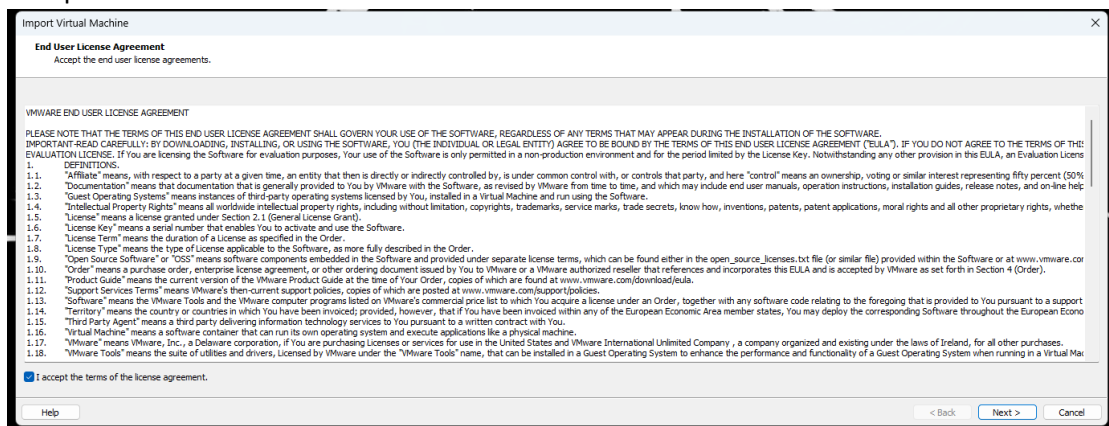 Import Virtual Machine
End User License Agreement
Accept the end user license agreements.
VMWARE END USER LICENSE AGREEMENT
PLEASE NOTE THAT THE TERMS OF THIS END USER LICENSE AGREEMENT SHALL GOVERN YOUR USE OF THE SOFTWARE, REGARDLESS OF ANY TERMS THAT MAY APPEAR DURING THE INSTALLATION OF THE SOFTWARE.
IMPORTANT-READ CAREFULLY: BY DOWNLOADING, INSTALLING, OR USING THE SOFTWARE, YOU (THE INDIVIDUAL OR LEGAL ENTITY) AGREE TO BE BOUND BY THE TERMS OF THIS END USER LICENSE AGREEMENT ("EULA"). IF YOU DO NOT AGREE TO THE TERMS OF THIS
EVALUATION LICENSE. If You are licensing the Software for evaluation purposes, Your use of the Software is only permitted in a non-production environment and for the period limited by the License Key. Notwithstanding any other provision in this EULA, an Evaluation Licens
1. DEFINITIONS.
1.1. "Affiliate" means, with respect to a party at a given time, an entity that then is directly or indirectly controlled by, is under common control with, or controls that party, and here "control" means an ownership, voting or similar interest representing fifty percent (50%
1.2. "Documentation" means that documentation that is generally provided to You by VMware with the Software, as revised by VMware from time to time, and which may include end user manuals, operation instructions, installation guides, release notes, and on-line help
1.3. "Guest Operating Systems" means instances of third-party operating systems licensed by You, installed in a Virtual Machine and run using the Software.
1.4. "Intellectual Property Rights" means all worldwide intellectual property rights, including without limitation, copyrights, trademarks, service marks, trade secrets, know how, inventions, patents, patent applications, moral rights and all other proprietary rights, whethe
1.5. "License" means a license granted under Section 2.1 (General License Grant).
1.6. "License Key" means a serial number that enables You to activate and use the Software.
1.7. "License Term" means the duration of a License as specified in the Order.
1.8. "License Type" means the type of License applicable to the Software, as more fully described in the Order.
1.9. "Open Source Software" or "OSS" means software components embedded in the Software and provided under separate license terms, which can be found either in the open_source_licenses.txt file (or similar file) provided within the Software or at www.vmware.cor
1.10. "Order" means a purchase order, enterprise license agreement, or other ordering document issued by You to VMware or a VMware authorized reseller that references and incorporates this EULA and is accepted by VMware as set forth in Section 4 (Order).
1.11. "Product Guide" means the current version of the VMware Product Guide at the time of Your Order, copies of which are found at www.vmware.com/download/eula.
1.12. "Support Services Terms" means VMware's then-current support policies, copies of which are posted at www.vmware.com/support/policies.
1.13. "Software" means the VMware Tools and the VMware computer programs listed on VMware's commercial price list to which You acquire a license under an Order, together with any software code relating to the foregoing that is provided to You pursuant to a support
1.14. "Territory" means the country or countries in which You have been invoiced; provided, however, that if You have been invoiced within any of the European Economic Area member states, You may deploy the corresponding Software throughout the European Econo
1.15. "Third Party Agent" means a third party delivering information technology services to You pursuant to a written contract with You.
1.16. "Virtual Machine" means a software container that can run its own operating system and execute applications like a physical machine.
1.17. "VMware" means VMware, Inc., a Delaware corporation, if You are purchasing Licenses or services for use in the United States and VMware International Unlimited Company , a company organized and existing under the laws of Ireland, for all other purchases.
1.18. "VMware Tools" means the suite of utilities and drivers, Licensed by VMware under the "VMware Tools" name, that can be installed in a Guest Operating System to enhance the performance and functionality of a Guest Operating System when running in a Virtual Mac
I accept the terms of the license agreement.
Help
< Back Next > Cancel